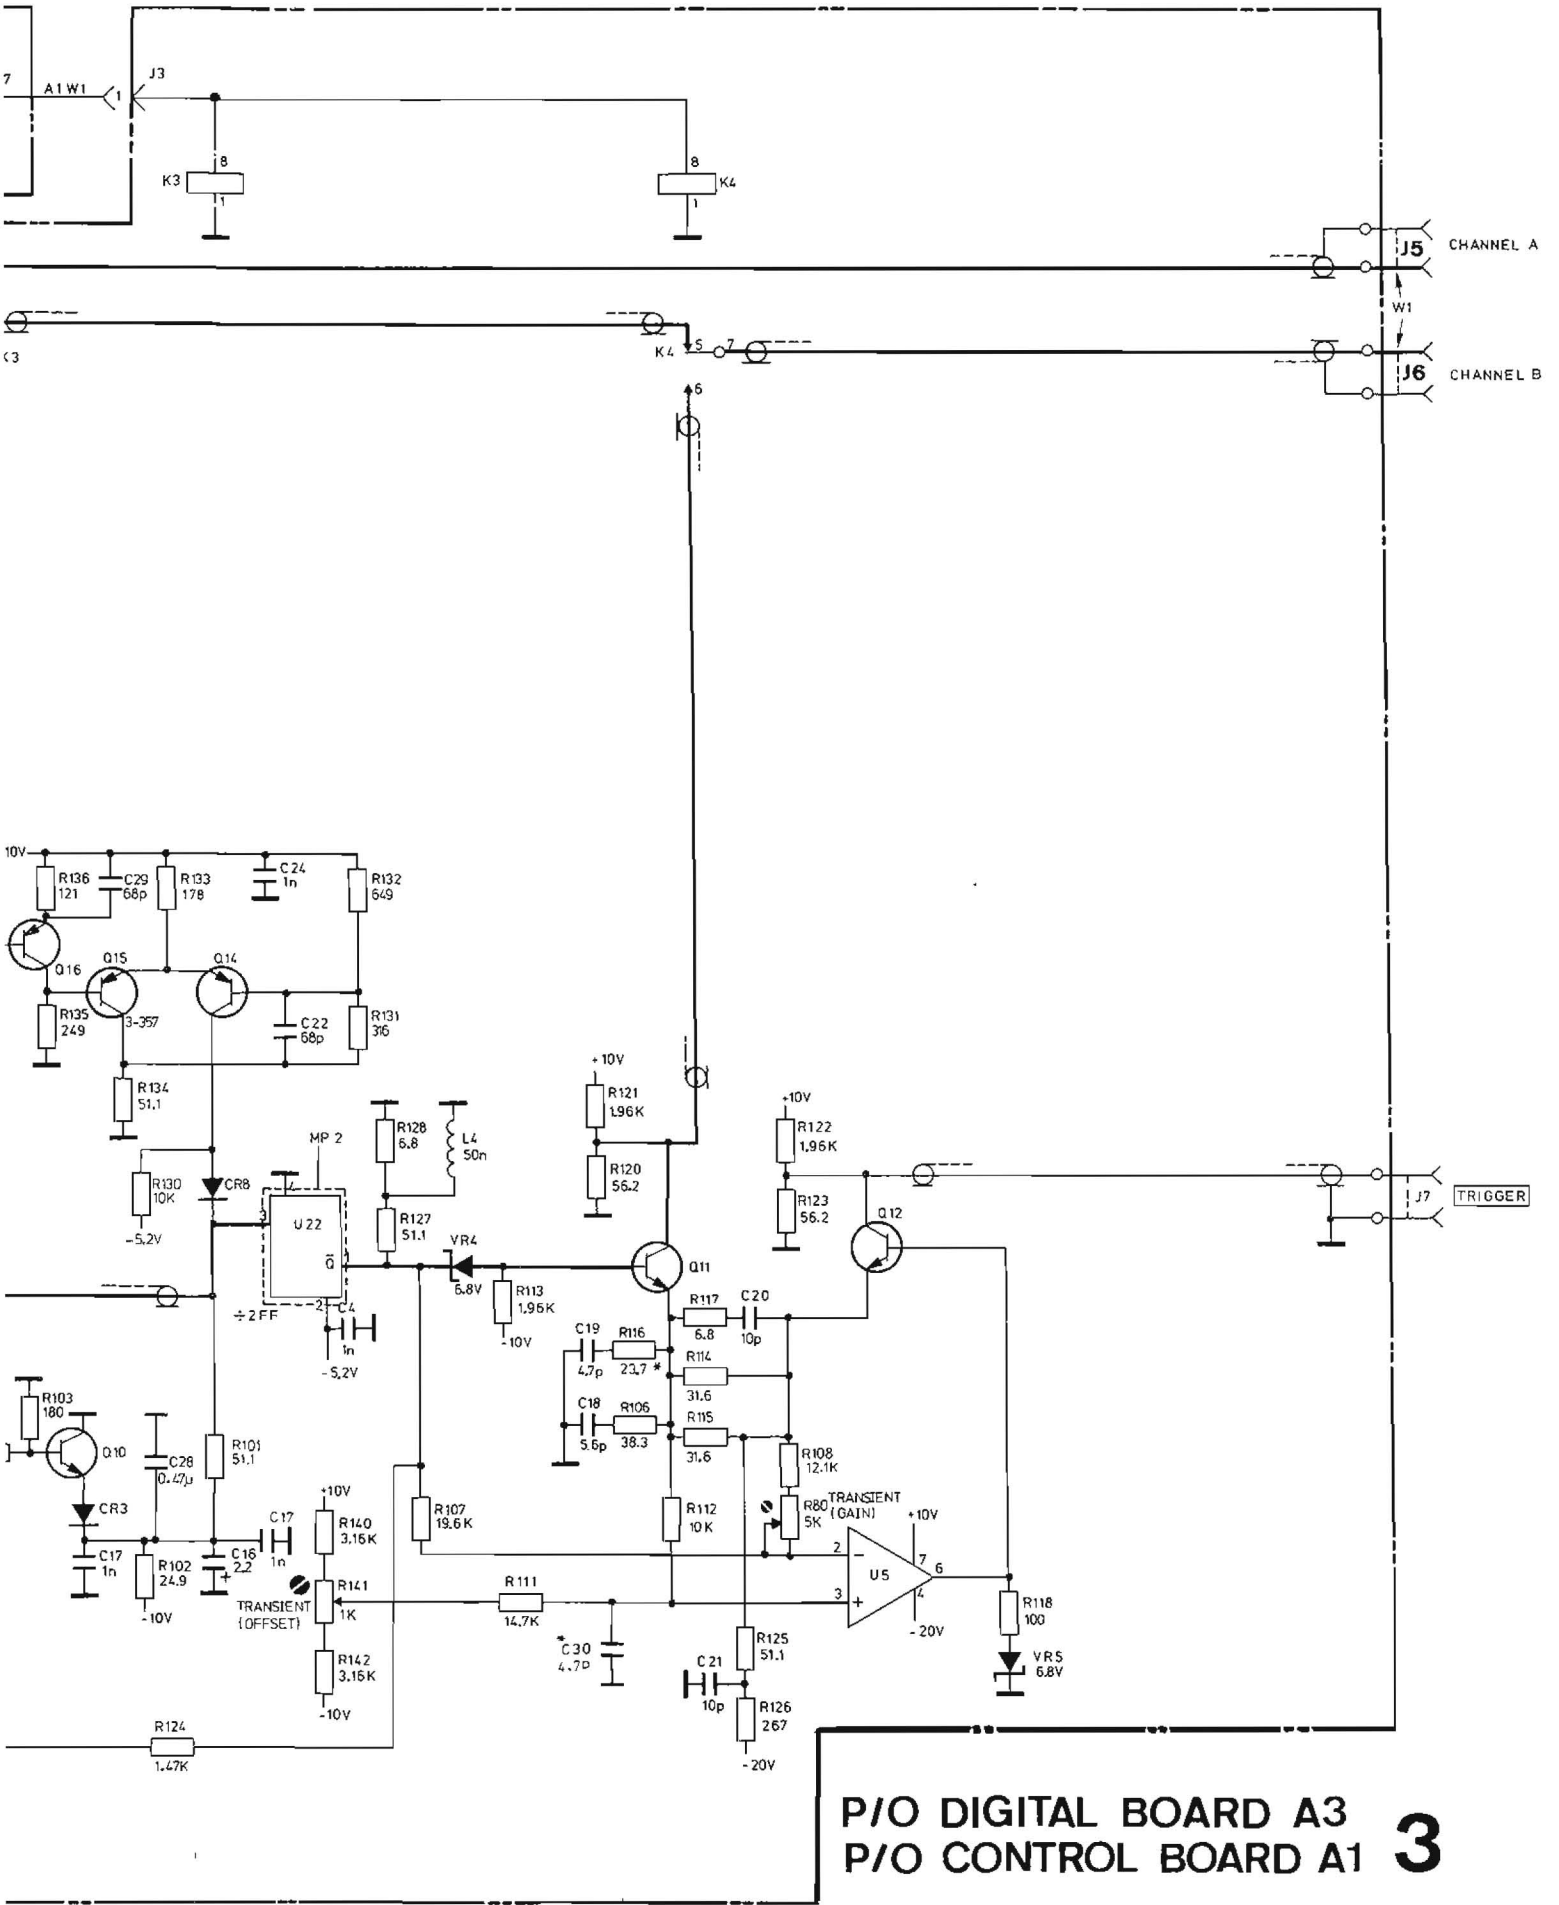 7
A1W1
1
J3
8
K3
1
8
K4
1
J5
CHANNEL A
W1
K4
5
7
J6
CHANNEL B
6
10V
R136
121
C29
68p
R133
178
C24
1n
R132
649
Q16
Q15
Q14
R135
249
3-357
C22
68p
R131
316
R134
51.1
+10V
R121
1.96K
+10V
R122
1.96K
MP 2
R128
6.8
L4
50n
R130
10K
CR8
-5.2V
4
3
U22
Q̄
2
÷2FF
R127
51.1
VR4
6.8V
R113
1.96K
-10V
R120
56.2
R123
56.2
Q12
J7
TRIGGER
Q11
C4
1n
-5.2V
R117
6.8
C20
10p
C19
4.7p
R116
23.7 *
R114
31.6
C18
5.6p
R106
38.3
R115
31.6
R103
180
Q10
C28
0.47μ
R101
51.1
R108
12.1K
CR3
C17
1n
R102
24.9
-10V
C16
2.2
+
C17
1n
+10V
R140
3.16K
R107
19.6K
R112
10K
R80
5K
TRANSIENT
(GAIN)
+10V
2
-
7
U5
6
3
+
4
-20V
R141
1K
TRANSIENT
(OFFSET)
R111
14.7K
R118
100
R142
3.16K
-10V
*
C30
4.7P
R125
51.1
C21
10p
VR5
6.8V
R126
267
-20V
R124
1.47K
P/O DIGITAL BOARD A3
P/O CONTROL BOARD A1
3